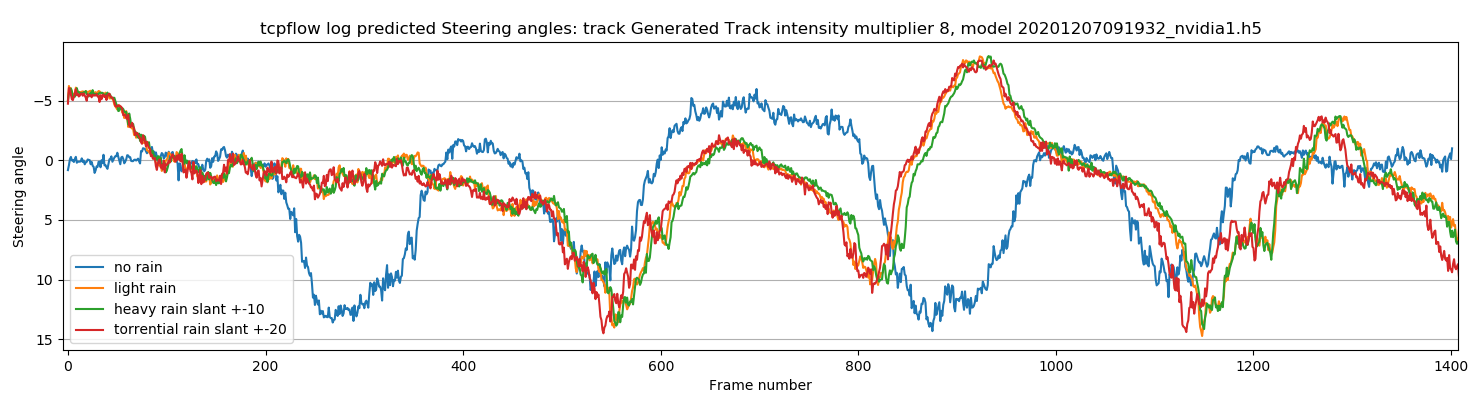 tcpflow log predicted Steering angles: track Generated Track intensity multiplier 8, model 20201207091932_nvidia1.h5
Steering angle
−5
0
5
10
15
no rain
light rain
heavy rain slant +-10
torrential rain slant +-20
0 200 400 600 800 1000 1200 1400
Frame number